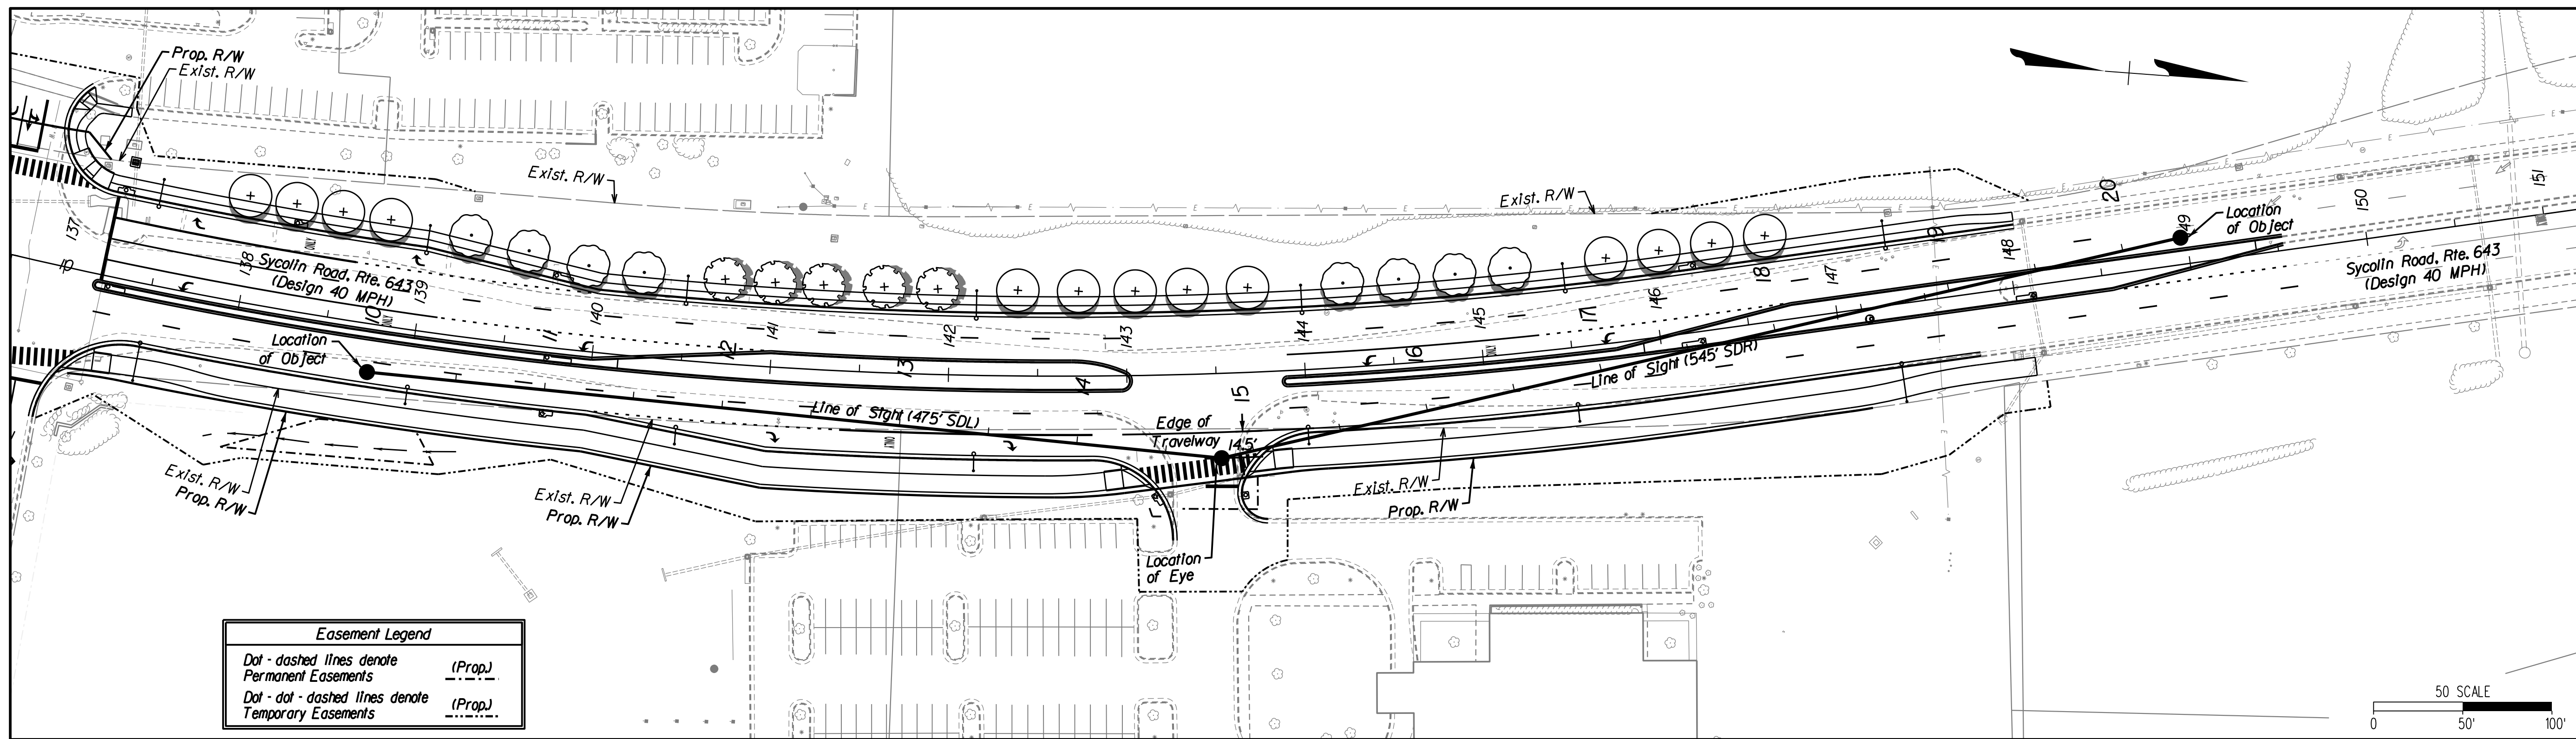 Prop. R/W
Exist. R/W
Exist. R/W
Exist. R/W
137
138
139
140
141
142
143
144
145
146
147
148
149
150
151
10
11
12
13
14
15
16
17
18
19
20
Sycolin Road, Rte. 643
(Design 40 MPH)
ONLY
ONLY
ONLY
ONLY
Location
of Object
Line of Sight (475' SDL)
Edge of
Travelway
14.5'
Line of Sight (545' SDR)
Location
of Object
Sycolin Road, Rte. 643
(Design 40 MPH)
Exist. R/W
Prop. R/W
Exist. R/W
Prop. R/W
Exist. R/W
Prop. R/W
Location
of Eye
Easement Legend
Dot - dashed lines denote
Permanent Easements
(Prop.)
Dot - dot - dashed lines denote
Temporary Easements
(Prop.)
50 SCALE
0 50' 100'